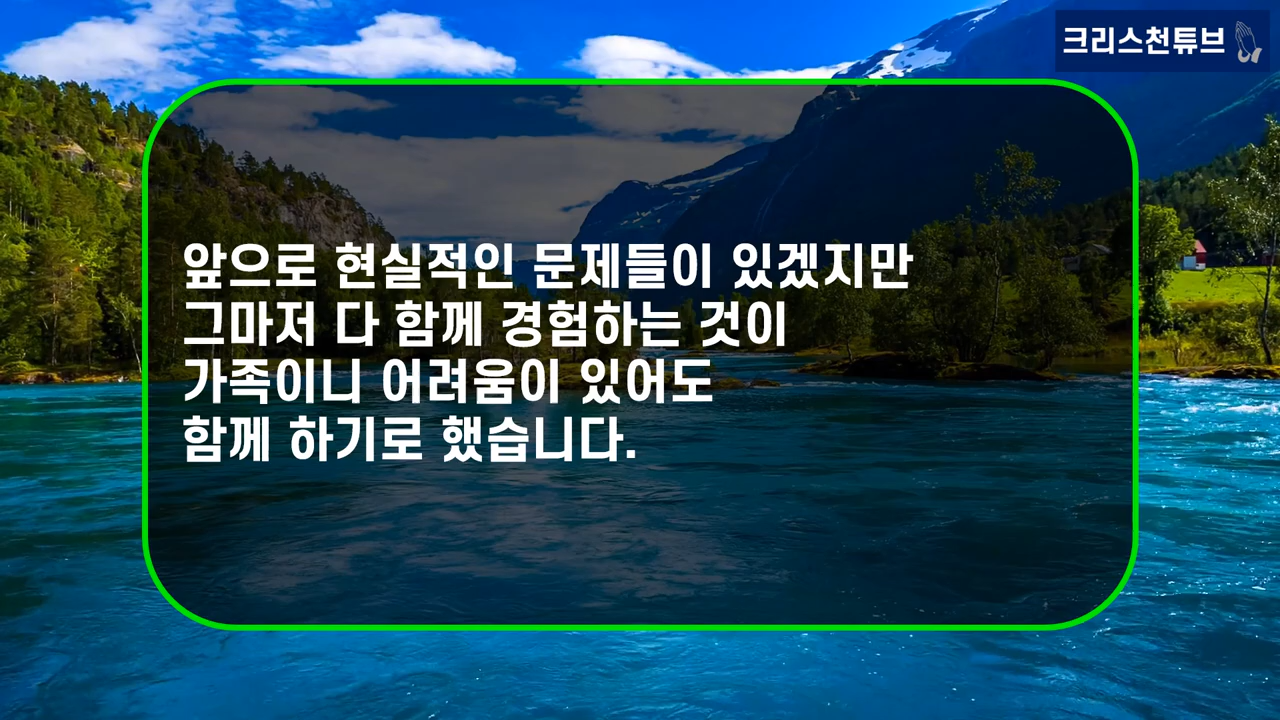 크리스천튜브
앞으로 현실적인 문제들이 있겠지만
그마저 다 함께 경험하는 것이
가족이니 어려움이 있어도
함께 하기로 했습니다.